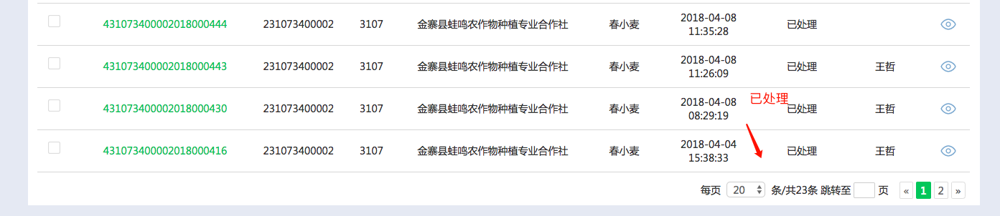 431073400002018000444 231073400002 3107 金寨县蛙鸣农作物种植专业合作社 春小麦 2018-04-08 11:35:28 已处理
431073400002018000443 231073400002 3107 金寨县蛙鸣农作物种植专业合作社 春小麦 2018-04-08 11:26:09 已处理 王哲
已处理
431073400002018000430 231073400002 3107 金寨县蛙鸣农作物种植专业合作社 春小麦 2018-04-08 08:29:19 已处理 王哲
431073400002018000416 231073400002 3107 金寨县蛙鸣农作物种植专业合作社 春小麦 2018-04-04 15:38:33 已处理 王哲
每页 20 条/共23条 跳转至 页 « 1 2 »